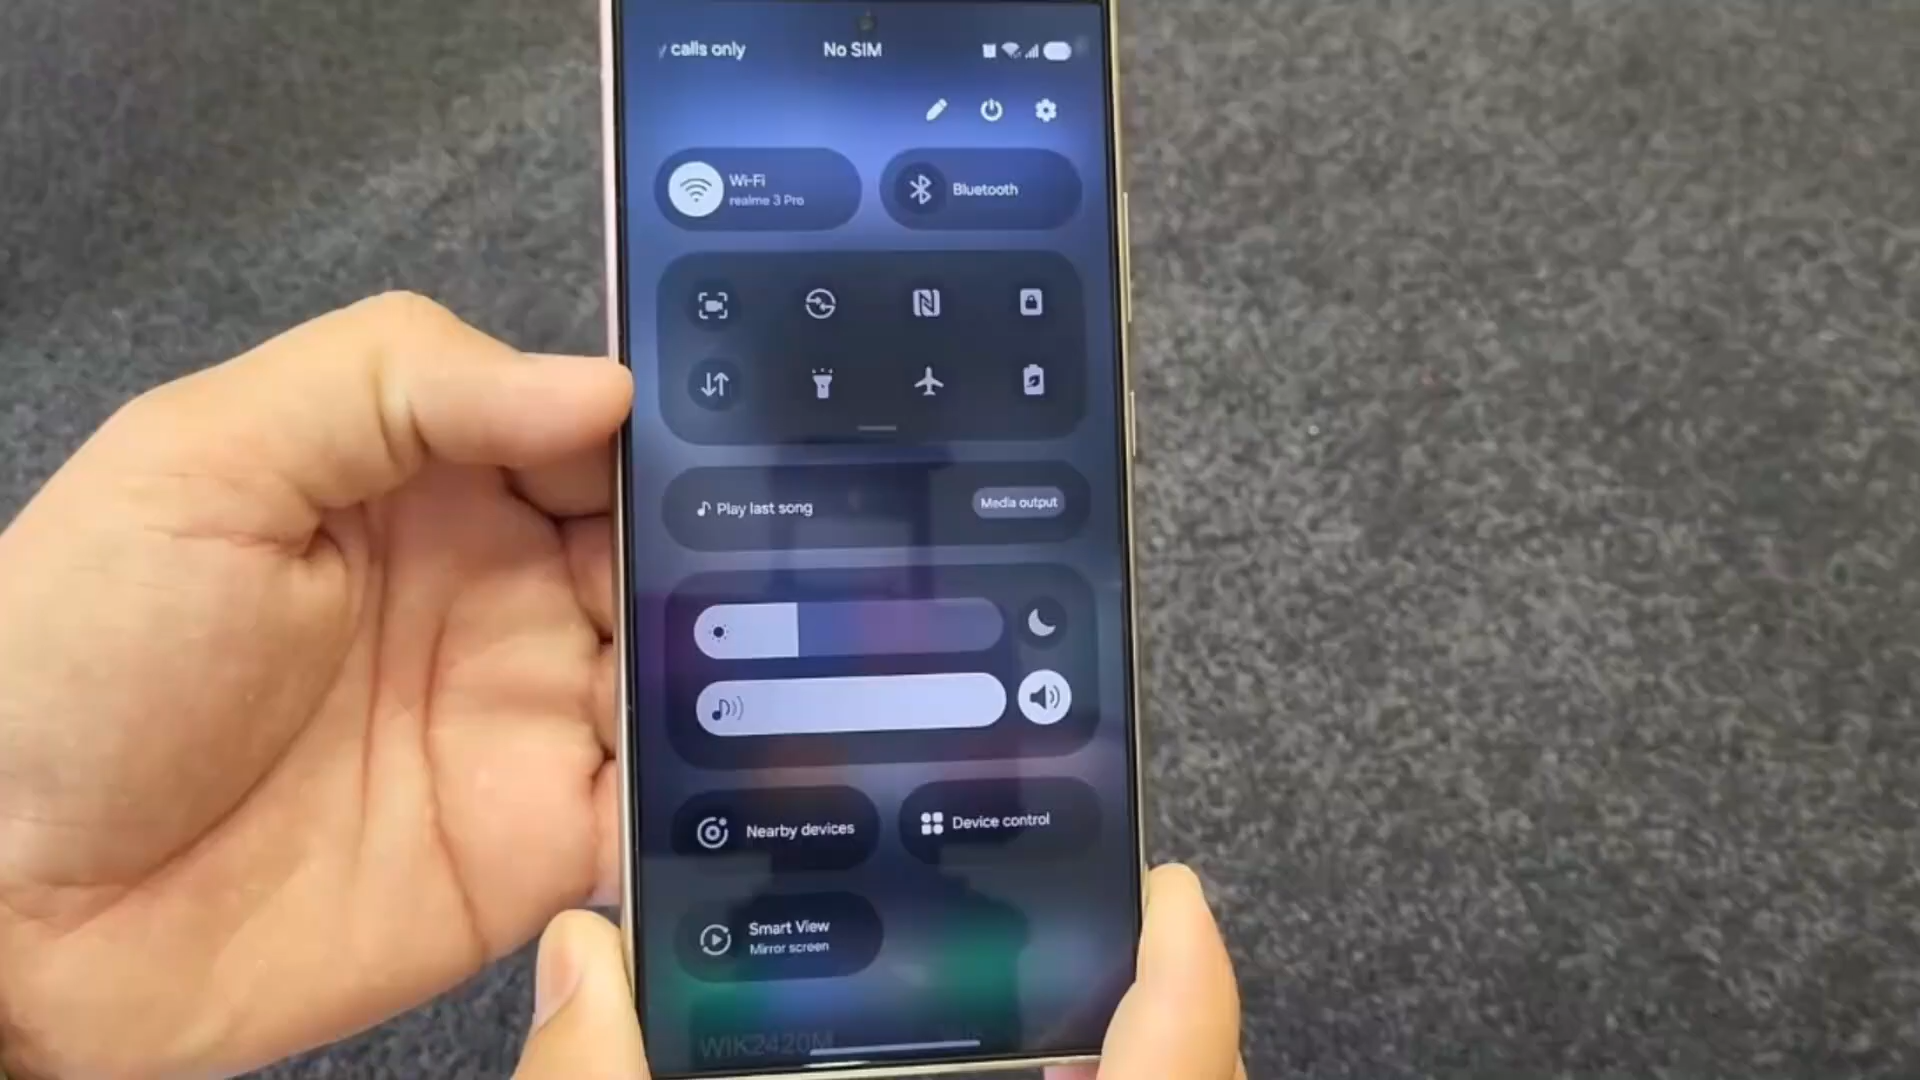 calls only
No SIM
Wi-Fi
realme 3 Pro
Bluetooth
Play last song
Media output
Nearby devices
Device control
Smart View
Mirror screen
WIK2420M